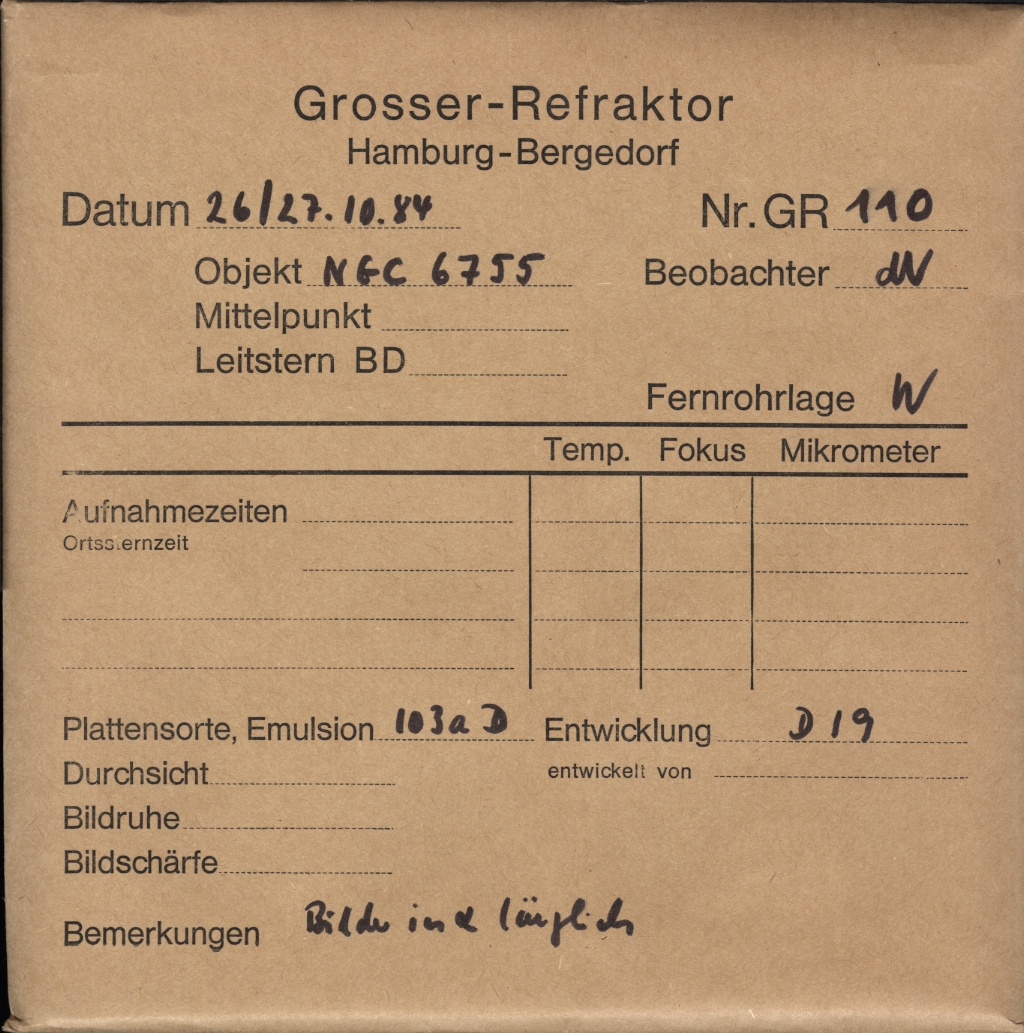 Grosser-Refraktor
Hamburg-Bergedorf
Datum 26/27.10.84 Nr. GR 110
Objekt NGC 6755 Beobachter dV
Mittelpunkt
Leitstern BD
Fernrohrlage W
Temp. Fokus Mikrometer
Aufnahmezeiten
Ortssternzeit
Plattensorte, Emulsion 103a D Entwicklung D 19
Durchsicht entwickelt von
Bildruhe
Bildschärfe
Bemerkungen Bilder in α länglich